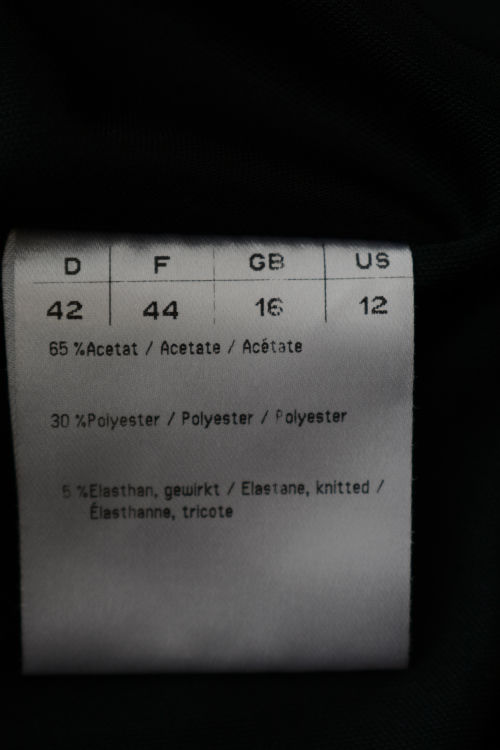 D F GB US
42 44 16 12
65 %Acetat / Acetate / Acétate
30 %Polyester / Polyester / Polyester
5 %Elasthan, gewirkt / Elastane, knitted /
Élasthanne, tricote